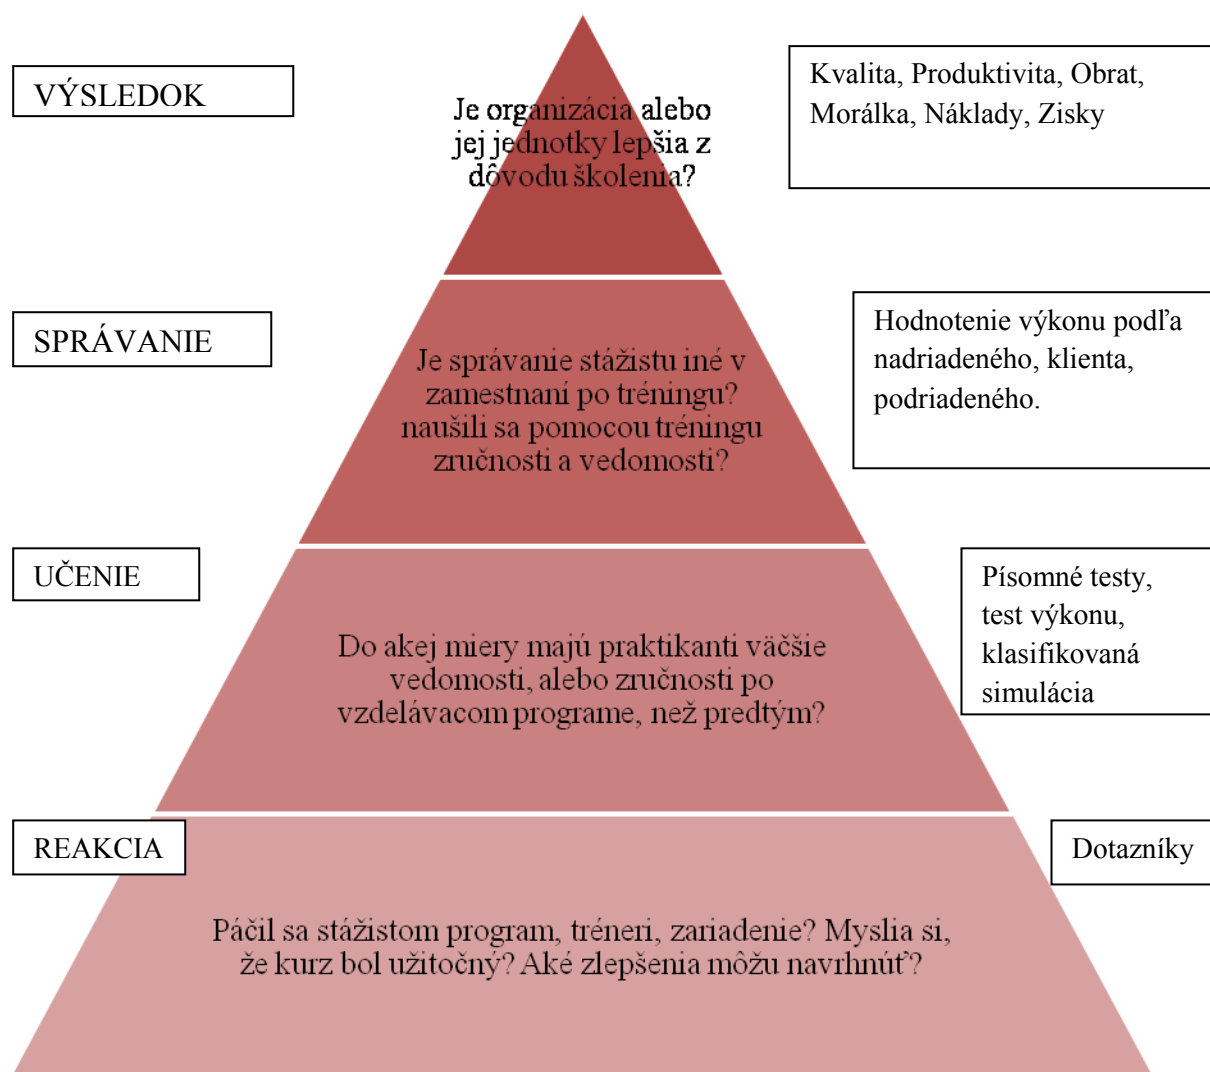 VÝSLEDOK
Je organizácia alebo
jej jednotky lepšia z
dôvodu školenia?
Kvalita, Produktivita, Obrat,
Morálka, Náklady, Zisky
SPRÁVANIE
Je správanie stážistu iné v
zamestnaní po tréningu?
naušili sa pomocou tréningu
zručnosti a vedomosti?
Hodnotenie výkonu podľa
nadriadeného, klienta,
podriadeného.
UČENIE
Do akej miery majú praktikanti väčšie
vedomosti, alebo zručnosti po
vzdelávacom programe, než predtým?
Písomné testy,
test výkonu,
klasifikovaná
simulácia
REAKCIA
Páčil sa stážistom program, tréneri, zariadenie? Myslia si,
že kurz bol užitočný? Aké zlepšenia môžu navrhnúť?
Dotazníky